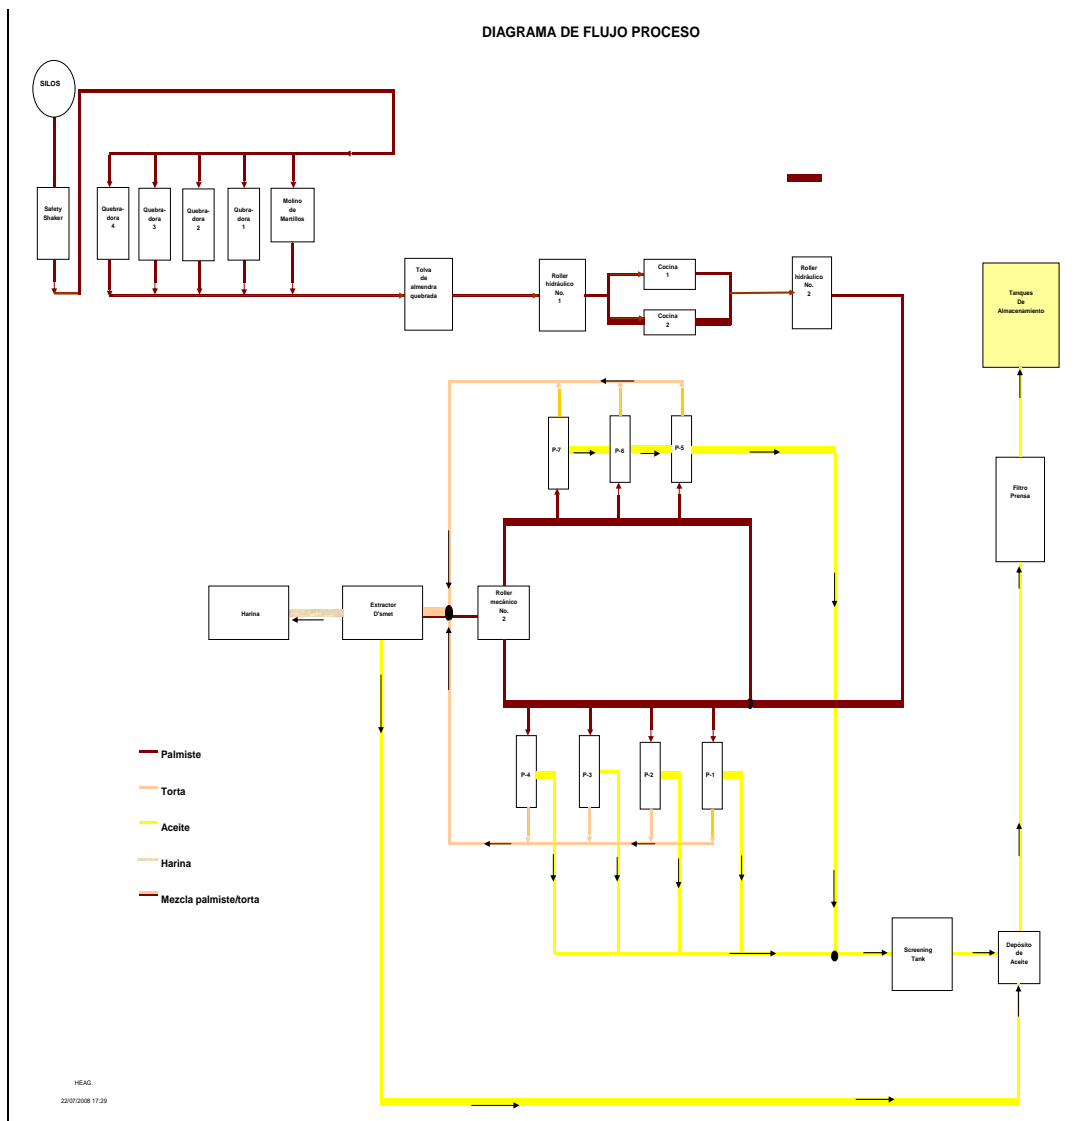 DIAGRAMA DE FLUJO PROCESO
SILOS
Safety
Shaker
Quebra-
dora
4
Quebra-
dora
3
Quebra-
dora
2
Qubra-
dora
1
Molino
de
Martillos
Tolva
de
almendra
quebrada
Roller
hidráulico
No.
1
Cocina
1
Cocina
2
Roller
hidráulico
No.
2
Tanques
De
Almacenamiento
P-7
P-6
P-5
Filtro
Prensa
Harina
Extractor
D'smet
Roller
mecánico
No.
2
P-4
P-3
P-2
P-1
Palmiste
Torta
Aceite
Harina
Mezcla palmiste/torta
Screening
Tank
Depósito
de
Aceite
HEAG.
22/07/2008 17:29